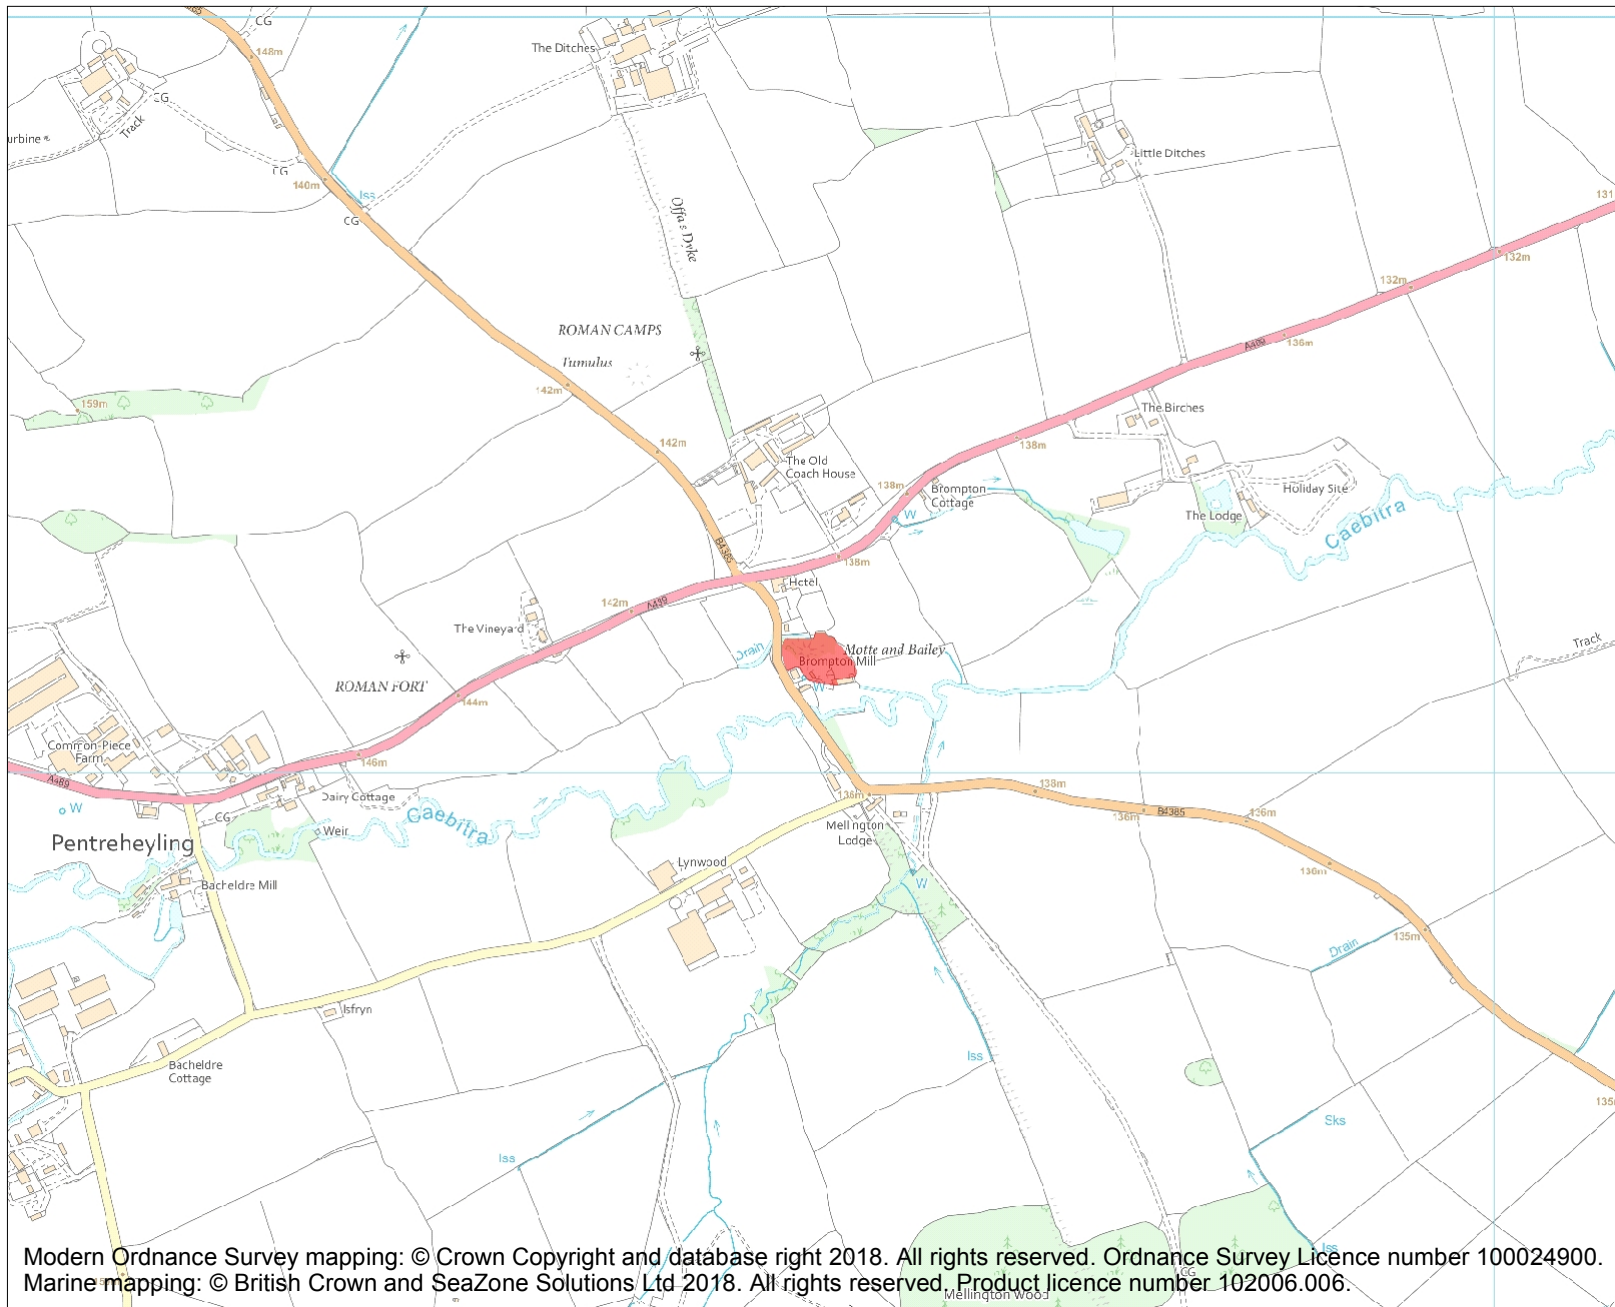 CG
148m
The Ditches
CG
Track
urbine
CG
140m
Iss
CG
Little Ditches
Offa's Dyke
131
132m
132m
ROMAN CAMPS
Tumulus
136m
A489
142m
159m
The Birches
142m
138m
The Old
Coach House
138m
Brompton
Cottage
W
Holiday Site
The Lodge
Caebitra
B4385
138m
Hotel
142m
A489
The Vineyard
Drain
Motte and Bailey
Brompton Mill
W
Track
ROMAN FORT
144m
Common Piece
Farm
146m
A489
W
Dairy Cottage
CG
Caebitra
Weir
Pentreheyling
136m
138m
136m
B4385
136m
Mellington
Lodge
Lynwood
136m
W
Bacheldre Mill
135m
Drain
Isfryn
Iss
Bacheldre
Cottage
135
Sks
Iss
Iss
CG
Mellington Wood
Modern Ordnance Survey mapping: © Crown Copyright and database right 2018. All rights reserved. Ordnance Survey Licence number 100024900.
Marine mapping: © British Crown and SeaZone Solutions Ltd 2018. All rights reserved. Product licence number 102006.006.